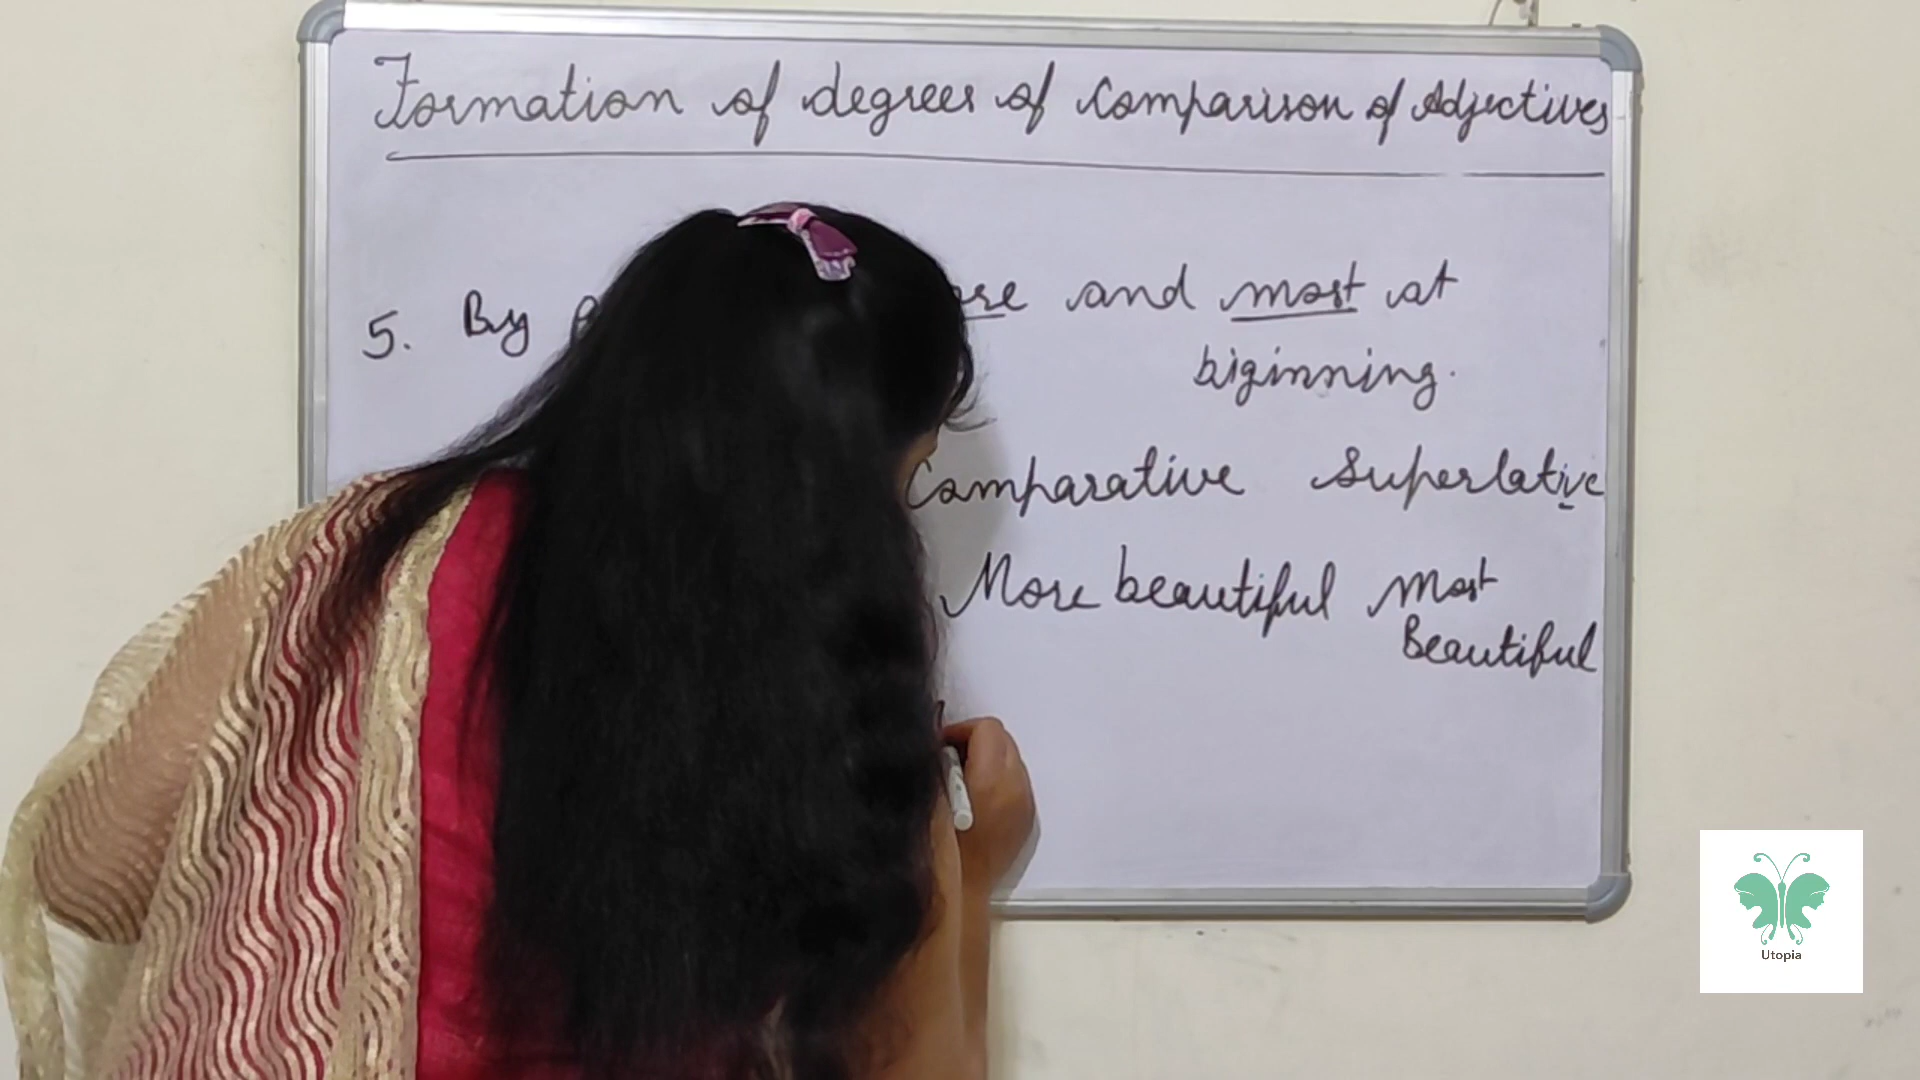 Formation of degrees of Comparison of Adjectives
5. By and most at
biginning.
Comparative Superlative
More beautiful most
Beautiful
Utopia